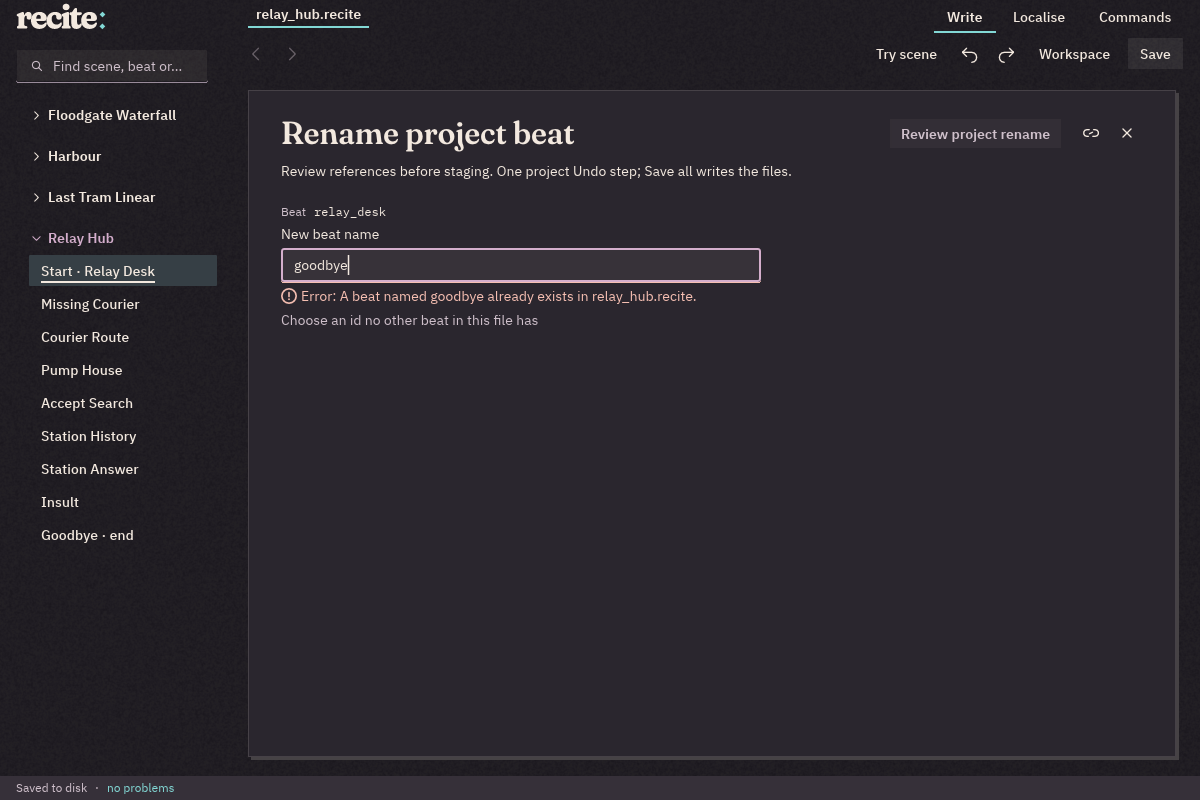 recite:
relay_hub.recite
Write
Localise
Commands
Find scene, beat or...
Try scene
Workspace
Save
Floodgate Waterfall
Harbour
Last Tram Linear
Relay Hub
Start · Relay Desk
Missing Courier
Courier Route
Pump House
Accept Search
Station History
Station Answer
Insult
Goodbye · end
Rename project beat
Review project rename
Review references before staging. One project Undo step; Save all writes the files.
Beat relay_desk
New beat name
goodbye
Error: A beat named goodbye already exists in relay_hub.recite.
Choose an id no other beat in this file has
Saved to disk · no problems